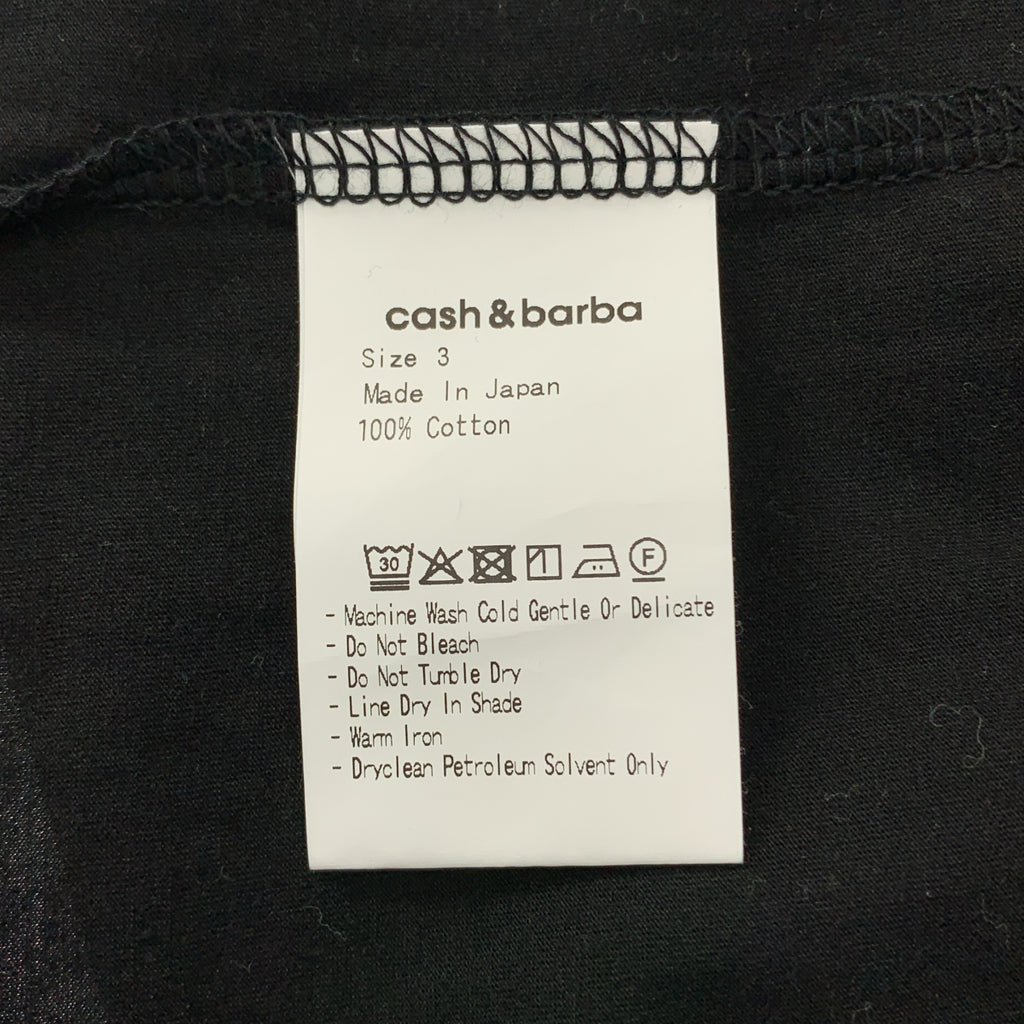 cash&barba
Size 3
Made In Japan
100% Cotton
30 F
- Machine Wash Cold Gentle Or Delicate
- Do Not Bleach
- Do Not Tumble Dry
- Line Dry In Shade
- Warm Iron
- Dryclean Petroleum Solvent Only